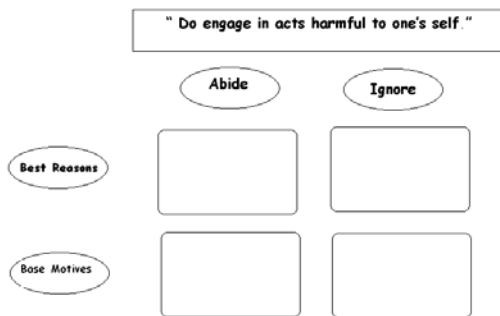 “ Do engage in acts harmful to one's self.”
Abide
Ignore
Best Reasons
Base Motives